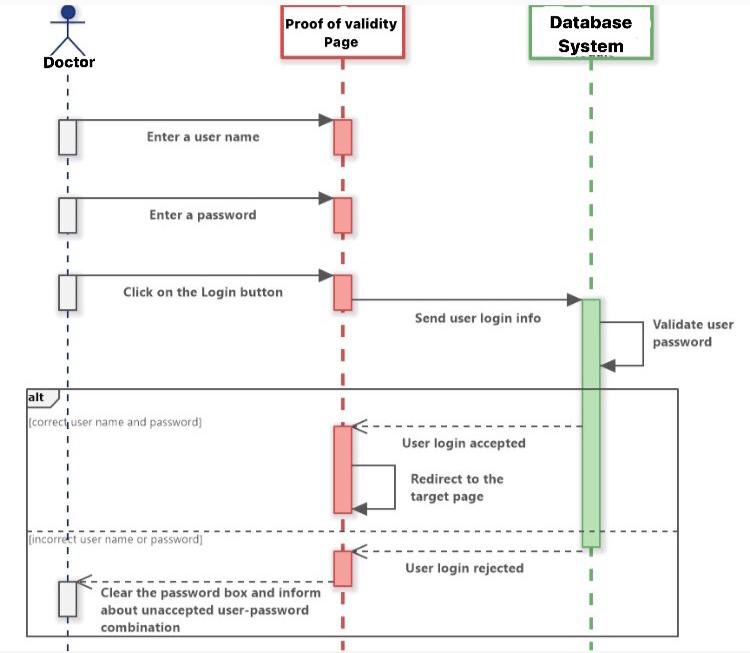 Doctor
Proof of validity
Page
Database
System
Enter a user name
Enter a password
Click on the Login button
Send user login info
Validate user
password
alt
[correct user name and password]
User login accepted
Redirect to the
target page
[incorrect user name or password]
User login rejected
Clear the password box and inform
about unaccepted user-password
combination